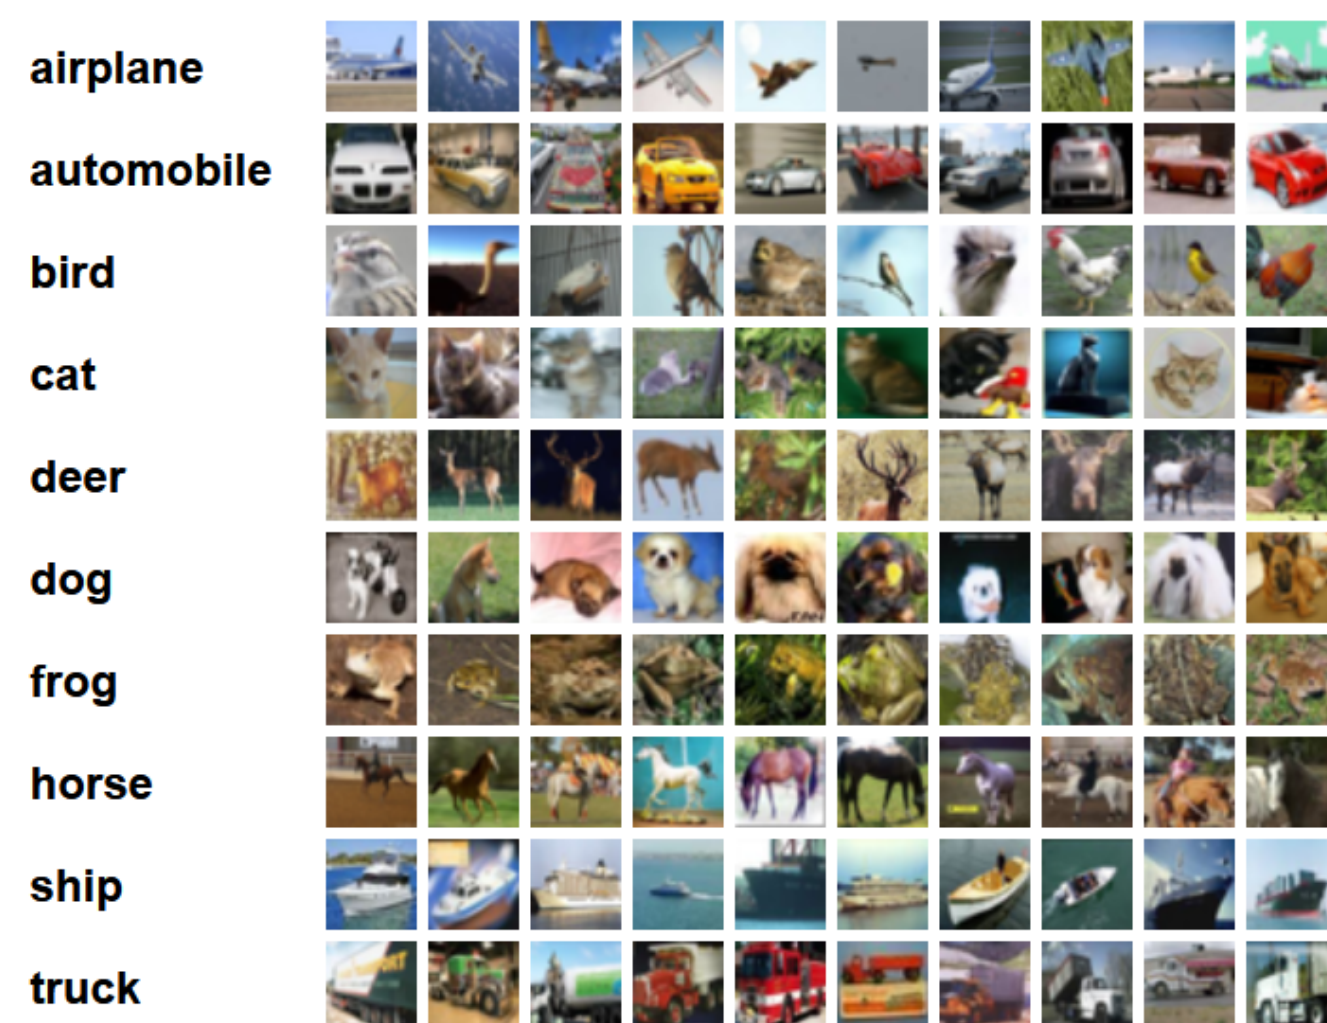 airplane
automobile
bird
cat
deer
dog
frog
horse
ship
truck